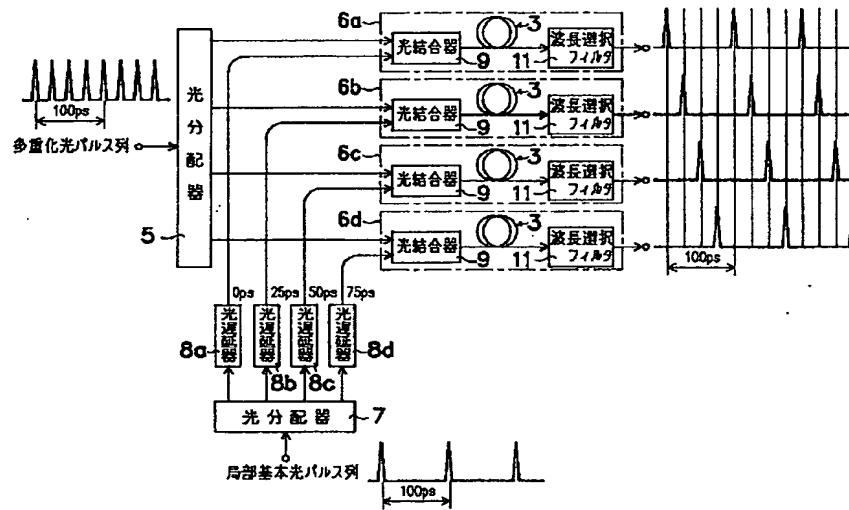 6a
光結合器
9
3
11
波長選択
フィルタ
6b
光結合器
9
3
11
波長選択
フィルタ
6c
光結合器
9
3
11
波長選択
フィルタ
6d
光結合器
9
3
11
波長選択
フィルタ
100ps
100ps
多重化光パルス列
光分配器
5
0ps
25ps
50ps
75ps
光遅延器
光遅延器
光遅延器
光遅延器
8a
8b
8c
8d
光分配器
7
局部基本光パルス列
100ps